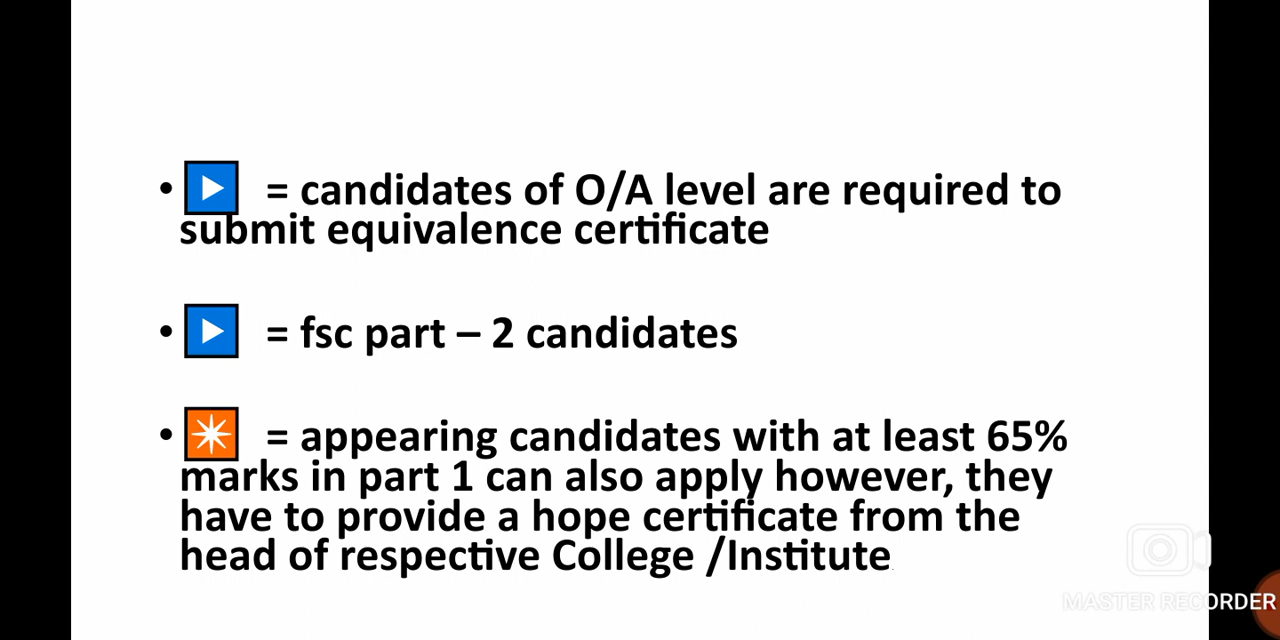 • ▶ = candidates of O/A level are required to
submit equivalence certificate
• ▶ = fsc part – 2 candidates
• ✴ = appearing candidates with at least 65%
marks in part 1 can also apply however, they
have to provide a hope certificate from the
head of respective College /Institute.
MASTER RECORDER